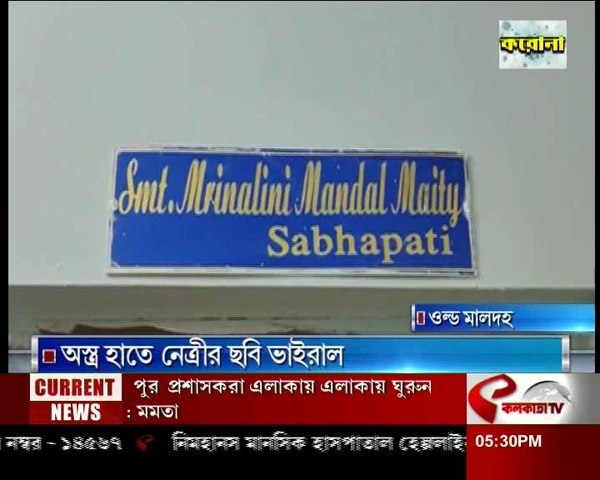 করোনা
Smt. Mrinalini Mandal Maity
Sabhapati
ওল্ড মালদহ
অস্ত্র হাতে নেত্রীর ছবি ভাইরাল
CURRENT NEWS
পুর প্রশাসকরা এলাকায় এলাকায় ঘুরুন
: মমতা
কলকাতা TV
নম্বর - ১৪৫৬৭ নিমহানস মানসিক হাসপাতাল
05:30PM